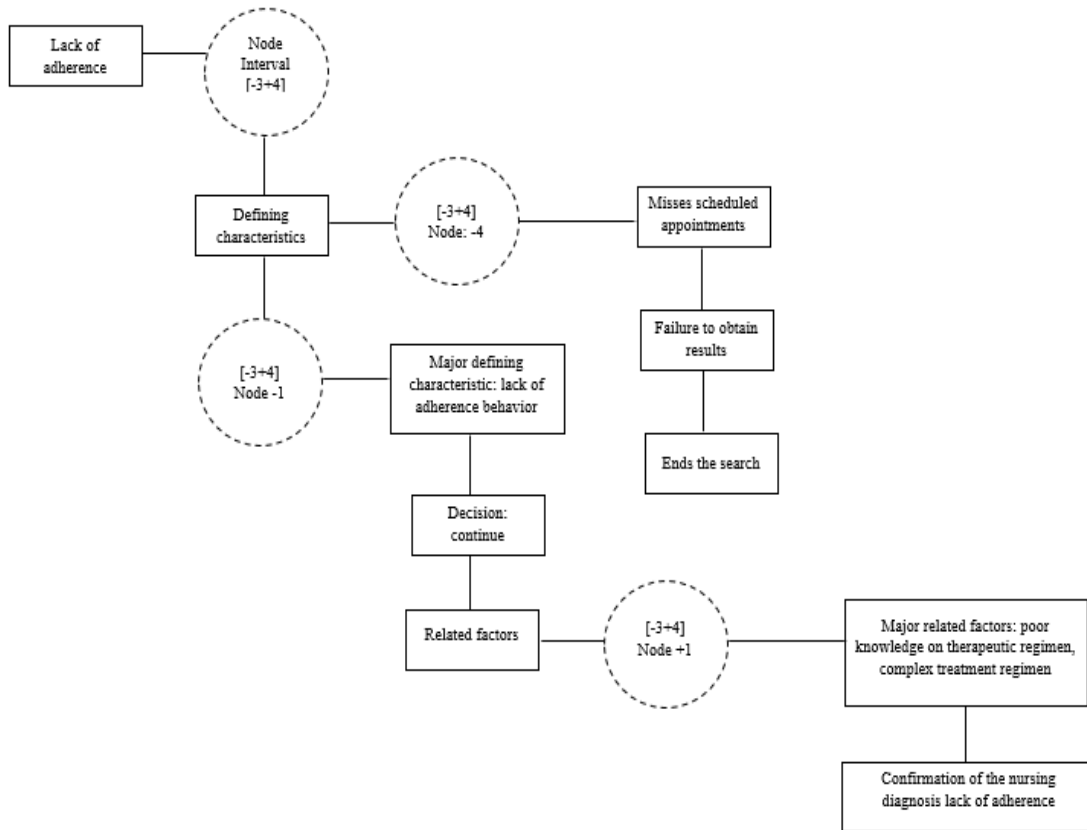 Lack of
adherence
Node
Interval
[-3+4]
Defining
characteristics
[-3+4]
Node: -4
Misses scheduled
appointments
Failure to obtain
results
Ends the search
[-3+4]
Node -1
Major defining
characteristic: lack of
adherence behavior
Decision:
continue
Related factors
[-3+4]
Node +1
Major related factors: poor
knowledge on therapeutic regimen,
complex treatment regimen
Confirmation of the nursing
diagnosis lack of adherence